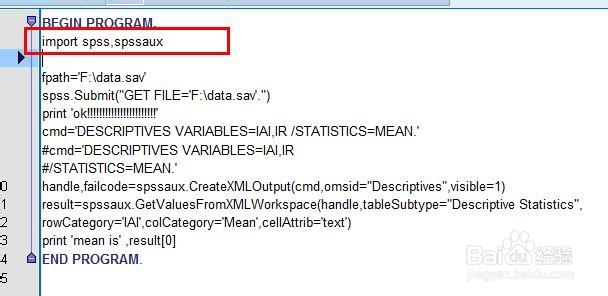 BEGIN PROGRAM.
import spss,spssaux
fpath='F:\data.sav'
spss.Submit("GET FILE='F:\data.sav'.")
print 'ok!!!!!!!!!!!!!!!!!!!!!!!'
cmd='DESCRIPTIVES VARIABLES=IAI,IR /STATISTICS=MEAN.'
#cmd='DESCRIPTIVES VARIABLES=IAI,IR
#/STATISTICS=MEAN.'
0 handle,failcode=spssaux.CreateXMLOutput(cmd,omsid="Descriptives",visible=1)
1 result=spssaux.GetValuesFromXMLWorkspace(handle,tableSubtype="Descriptive Statistics",
2 rowCategory='IAI',colCategory='Mean',cellAttrib='text')
3 print 'mean is' ,result[0]
4 END PROGRAM.
5
Baidu 经验
jingyan.baidu.com